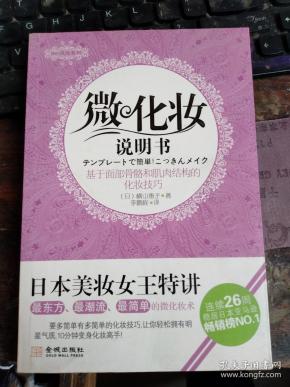 微化妆
说明书
テンプレートで簡単!こっきんメイク
基于面部骨骼和肌肉结构的
化妆技巧
(日)横山惠子 著
李鹏程 译
日本美妆女王特讲
最东方、最潮流、最简单的微化妆术
要多简单有多简单的化妆技巧,让你轻松拥有明
星气质,10分钟变身化妆高手!
连续26周
稳居日本亚马逊
畅销榜NO.1
金城出版社
GOLD WALL PRESS